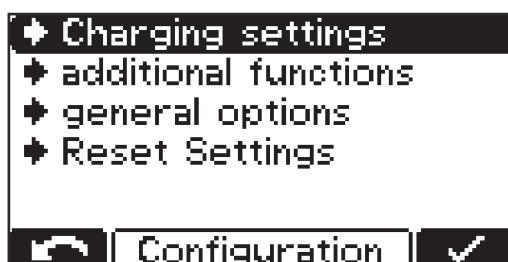 Charging settings
additional functions
general options
Reset Settings
Configuration